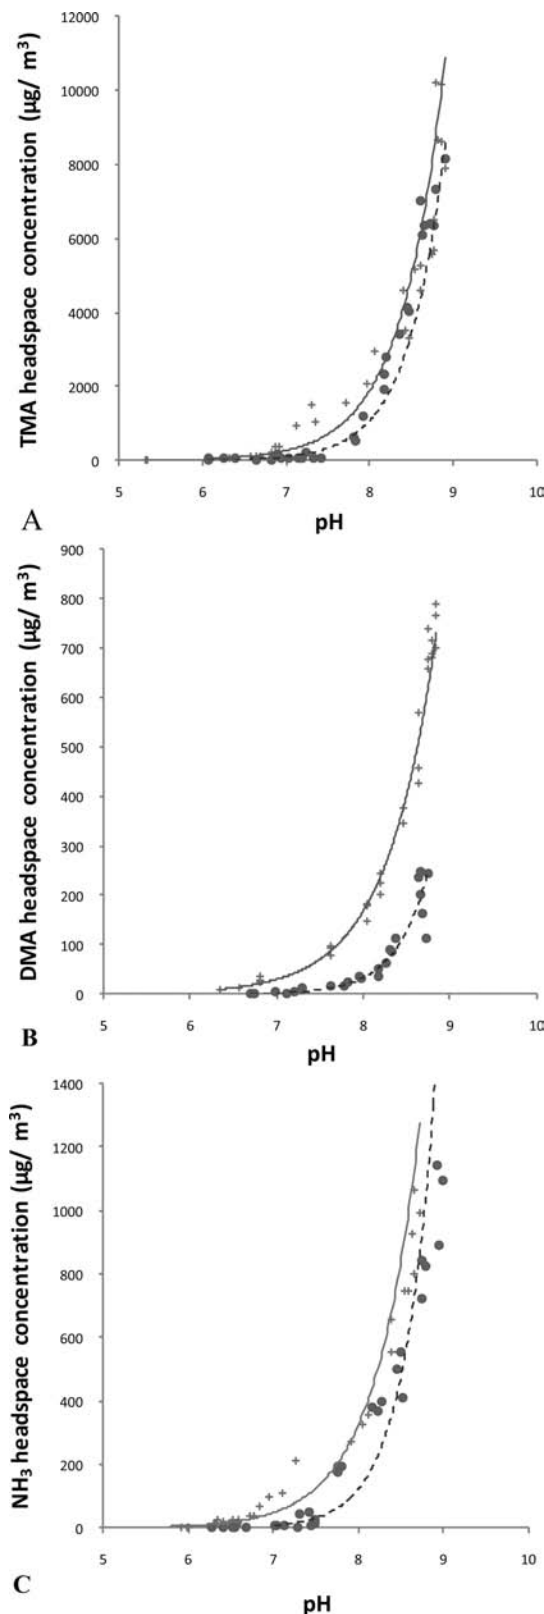 TMA headspace concentration (µg/ m³)
12000
10000
8000
6000
4000
2000
0
5 6 7 8 9 10
A
pH
DMA headspace concentration (µg/ m³)
900
800
700
600
500
400
300
200
100
0
5 6 7 8 9 10
B
pH
NH₃ headspace concentration (µg/ m³)
1400
1200
1000
800
600
400
200
0
5 6 7 8 9 10
C
pH